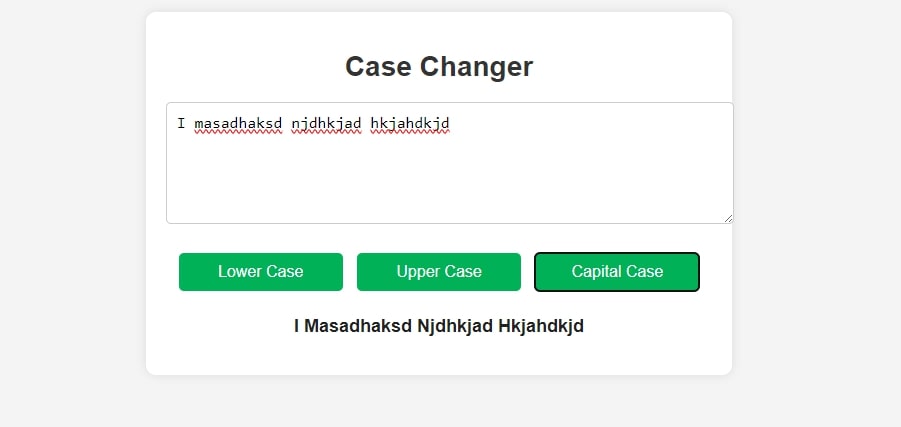 Case Changer
I masadhaksd njdhkjad hkjahdkjd
Lower Case Upper Case Capital Case
I Masadhaksd Njdhkjad Hkjahdkjd